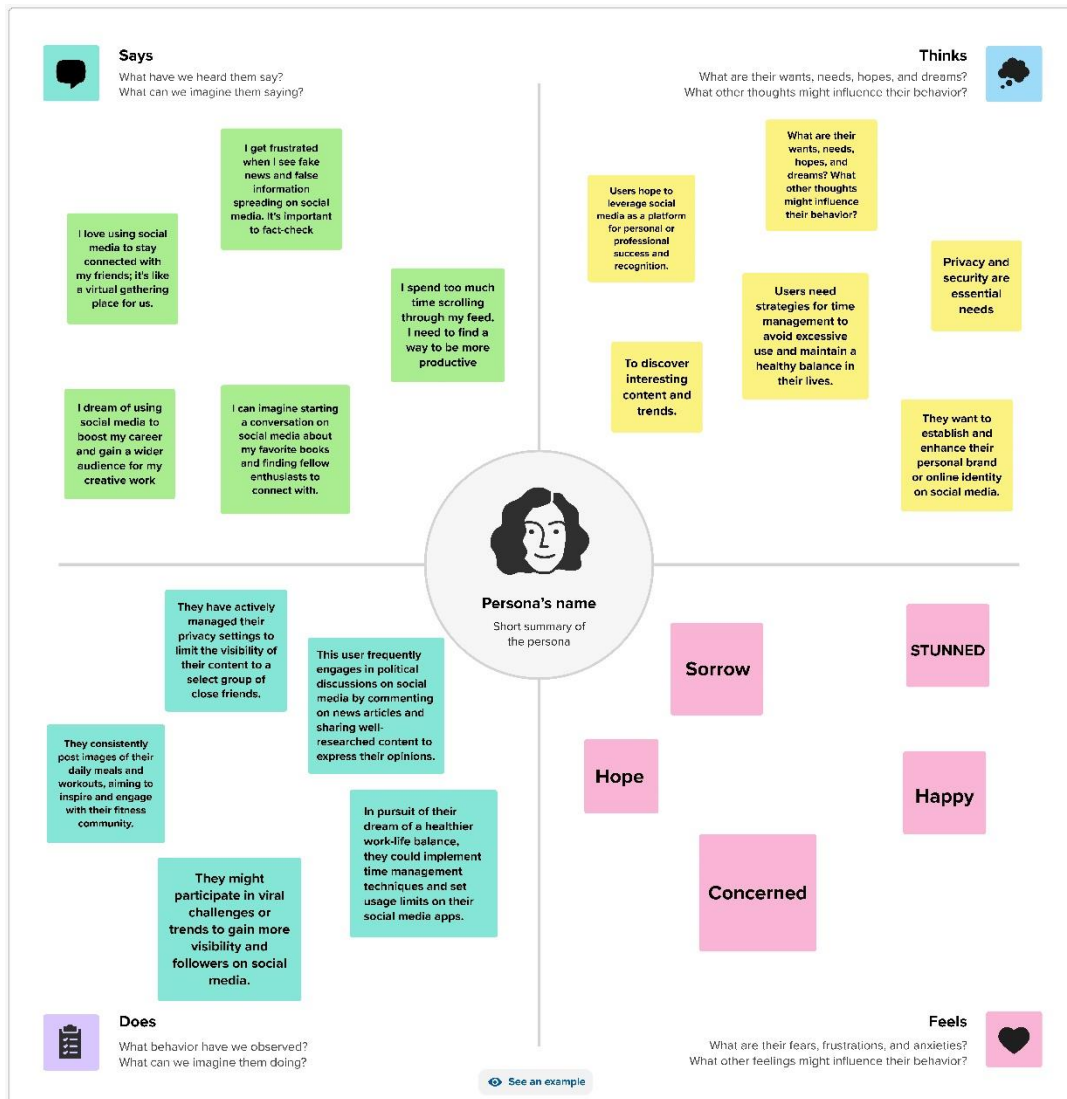 Says
What have we heard them say?
What can we imagine them saying?
Thinks
What are their wants, needs, hopes, and dreams?
What other thoughts might influence their behavior?
I get frustrated
when I see fake
news and false
information
spreading on social
media. It's important
to fact-check
I love using social
media to stay
connected with
my friends; it's like
a virtual gathering
place for us.
I spend too much
time scrolling
through my feed.
I need to find a
way to be more
productive
I dream of using
social media to
boost my career
and gain a wider
audience for my
creative work
I can imagine starting
a conversation on
social media about
my favorite books
and finding fellow
enthusiasts to
connect with.
What are their
wants, needs,
hopes, and
dreams? What
other thoughts
might influence
their behavior?
Users hope to
leverage social
media as a platform
for personal or
professional
success and
recognition.
Privacy and
security are
essential
needs
Users need
strategies for time
management to
avoid excessive
use and maintain a
healthy balance in
their lives.
To discover
interesting
content and
trends.
They want to
establish and
enhance their
personal brand
or online identity
on social media.
Persona's name
Short summary of
the persona
They have actively
managed their
privacy settings to
limit the visibility of
their content to a
select group of
close friends.
This user frequently
engages in political
discussions on social
media by commenting
on news articles and
sharing well-
researched content to
express their opinions.
They consistently
post images of their
daily meals and
workouts, aiming to
inspire and engage
with their fitness
community.
In pursuit of their
dream of a healthier
work-life balance,
they could implement
time management
techniques and set
usage limits on their
social media apps.
They might
participate in viral
challenges or
trends to gain more
visibility and
followers on social
media.
Sorrow
STUNNED
Hope
Happy
Concerned
Does
What behavior have we observed?
What can we imagine them doing?
Feels
What are their fears, frustrations, and anxieties?
What other feelings might influence their behavior?
See an example